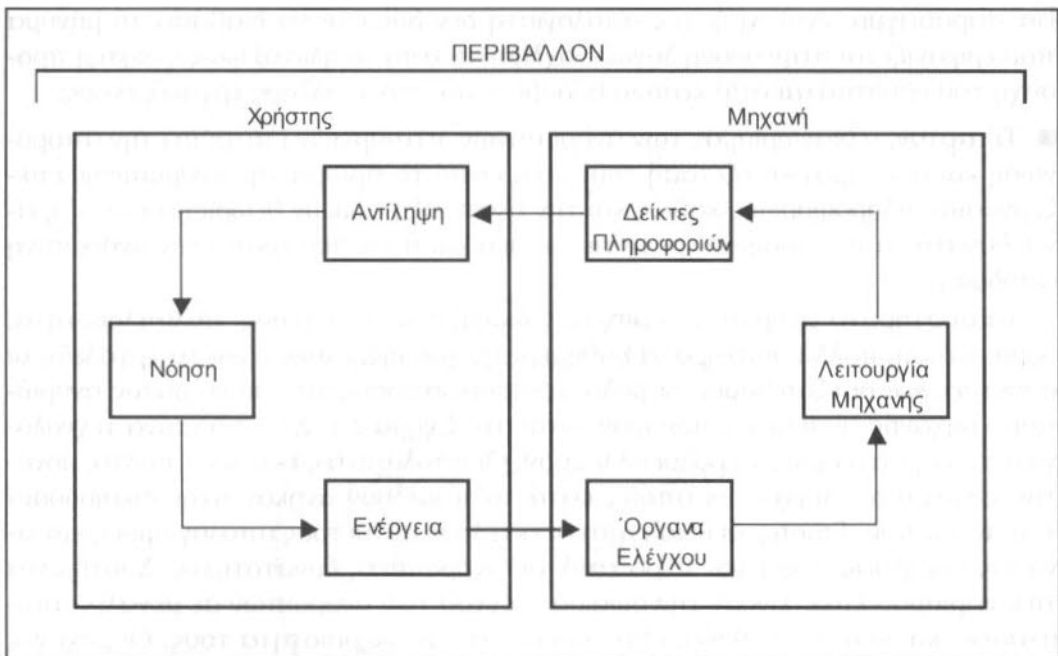 ΠΕΡΙΒΑΛΛΟΝ
Χρήστης
Μηχανή
Αντίληψη
Δείκτες
Πληροφοριών
Νόηση
Λειτουργία
Μηχανής
Ενέργεια
Όργανα
Ελέγχου